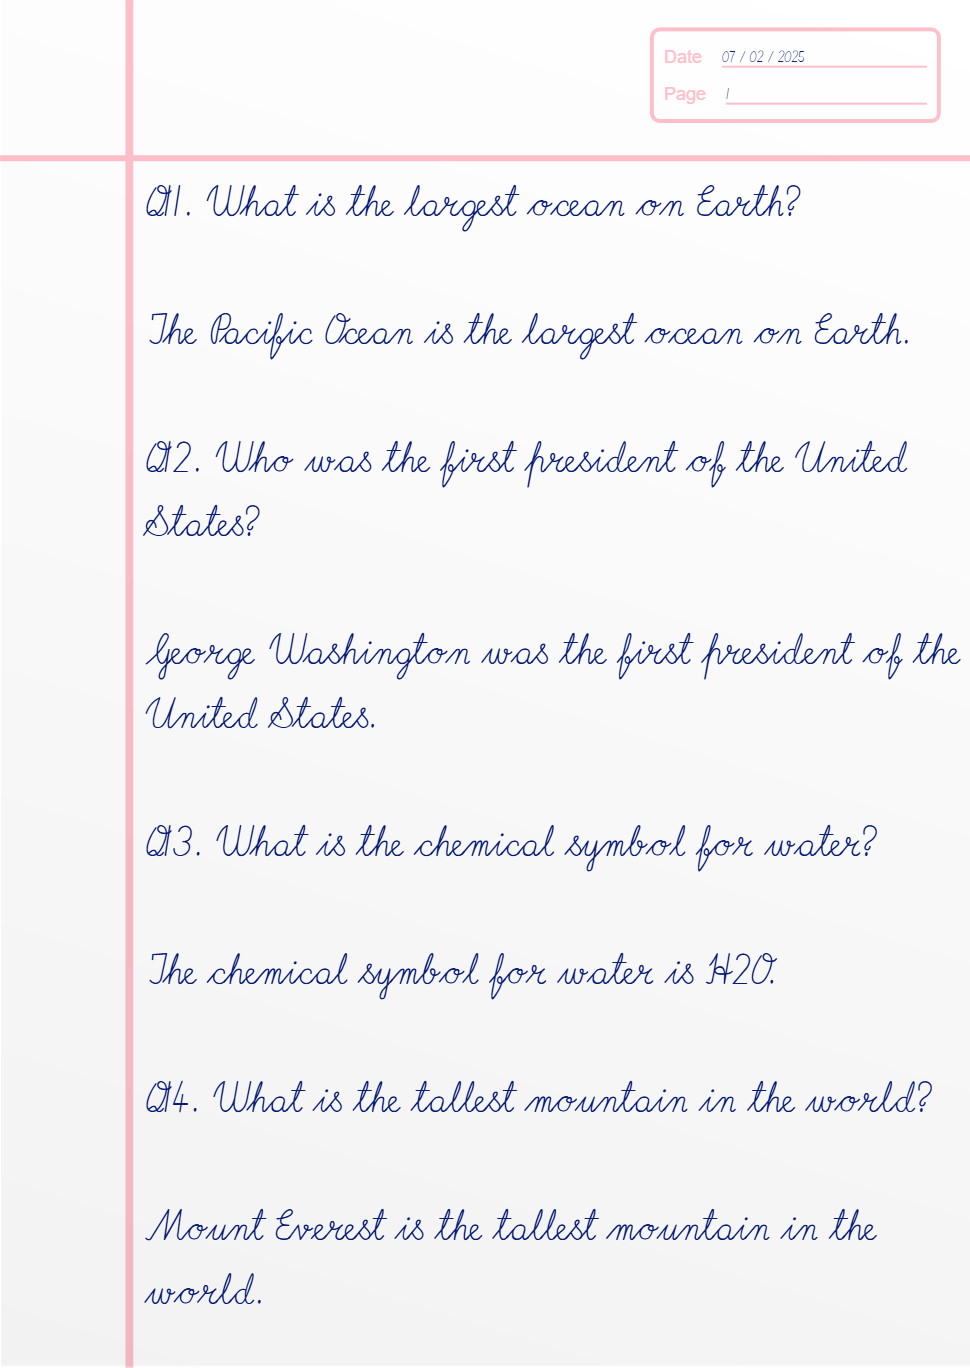 Date 07 / 02 / 2025
Page 1
Q1. What is the largest ocean on Earth?
The Pacific Ocean is the largest ocean on Earth.
Q2. Who was the first president of the United
States?
George Washington was the first president of the
United States.
Q3. What is the chemical symbol for water?
The chemical symbol for water is H2O.
Q4. What is the tallest mountain in the world?
Mount Everest is the tallest mountain in the
world.